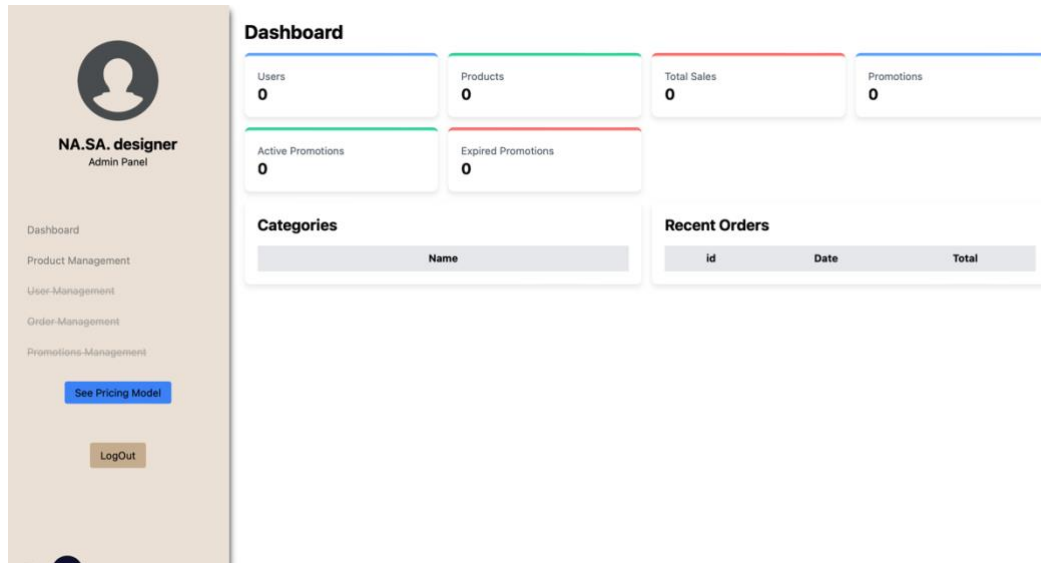 NA.SA. designer
Admin Panel
Dashboard
Product Management
User Management
Order Management
Promotions Management
See Pricing Model
LogOut
Dashboard
Users
0
Products
0
Total Sales
0
Promotions
0
Active Promotions
0
Expired Promotions
0
Categories
Name
Recent Orders
id Date Total